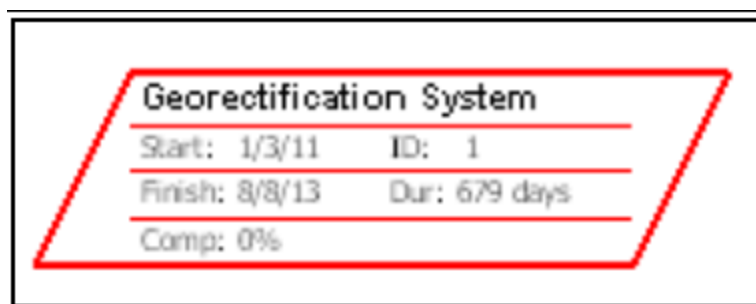 Georectification System
Start: 1/3/11 ID: 1
Finish: 8/8/13 Dur: 679 days
Comp: 0%